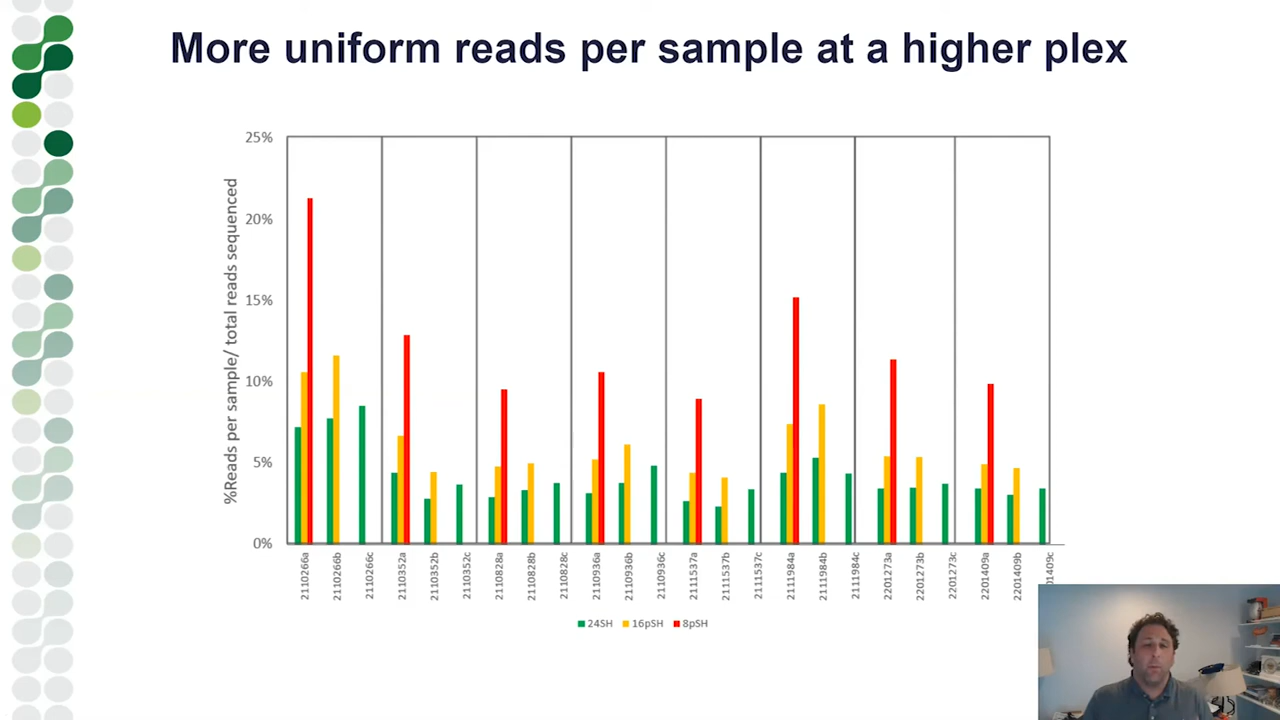 More uniform reads per sample at a higher plex
25%
20%
15%
10%
5%
0%
%Reads per sample/ total reads sequenced
2110266a
2110266b
2110266c
2110352a
2110352b
2110352c
2110828a
2110828b
2110828c
2110936a
2110936b
2110936c
2111537a
2111537b
2111537c
2111984a
2111984b
2111984c
2201273a
2201273b
2201273c
2201409a
2201409b
01409c
24SH
16pSH
8pSH